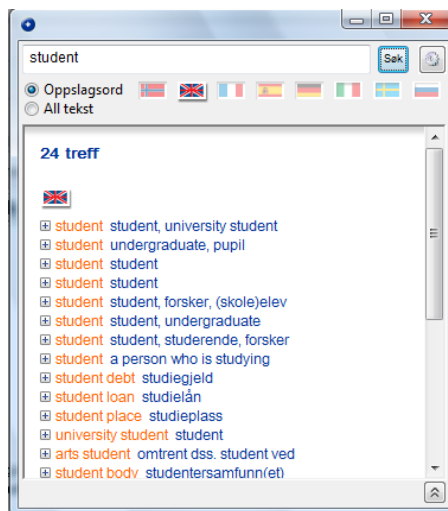 student
Søk
Oppslagsord
All tekst
24 treff
student student, university student
student undergraduate, pupil
student student
student student
student student, forsker, (skole)elev
student student, undergraduate
student student, studerende, forsker
student a person who is studying
student debt studiegjeld
student loan studielån
student place studieplass
university student student
arts student omtrent dss. student ved
student body studentersamfunn(et)